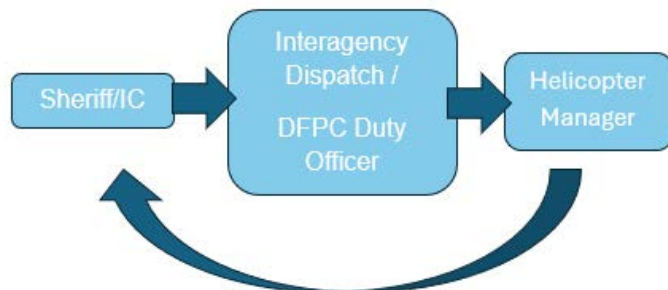 Sheriff/IC
Interagency
Dispatch /
DFPC Duty
Officer
Helicopter
Manager